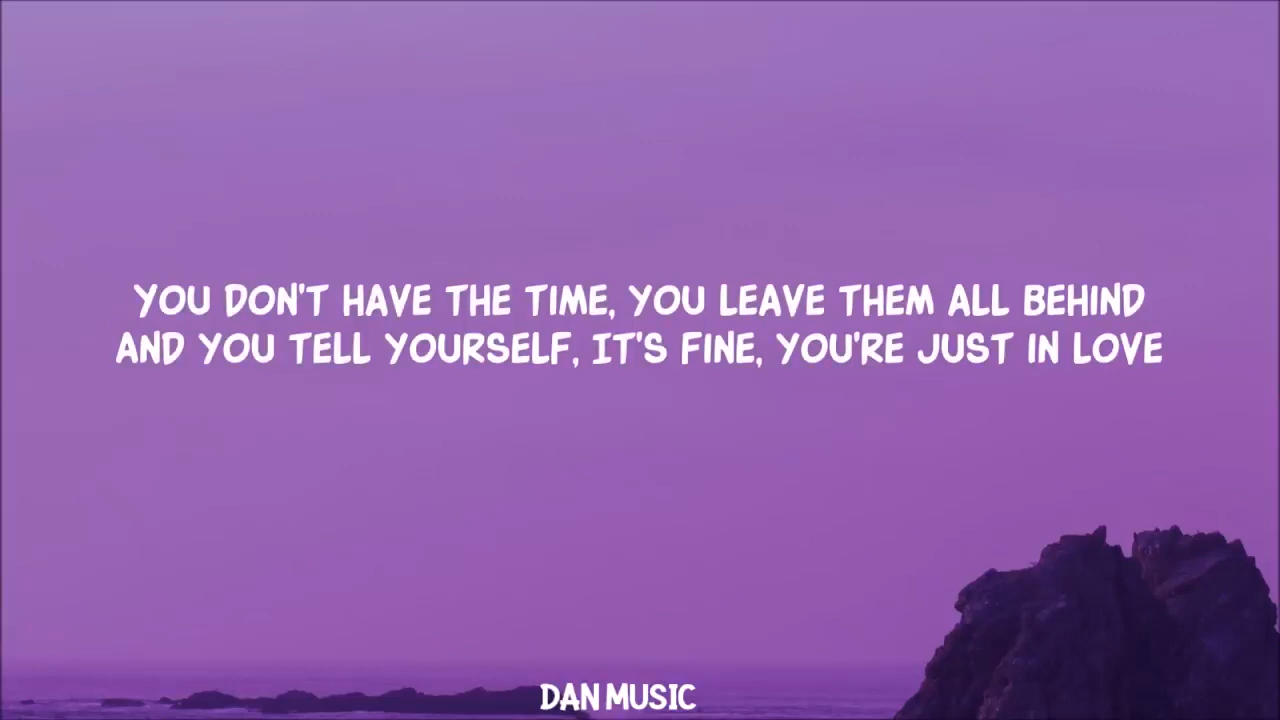 YOU DON'T HAVE THE TIME, YOU LEAVE THEM ALL BEHIND
AND YOU TELL YOURSELF, IT'S FINE, YOU'RE JUST IN LOVE
DAN MUSIC